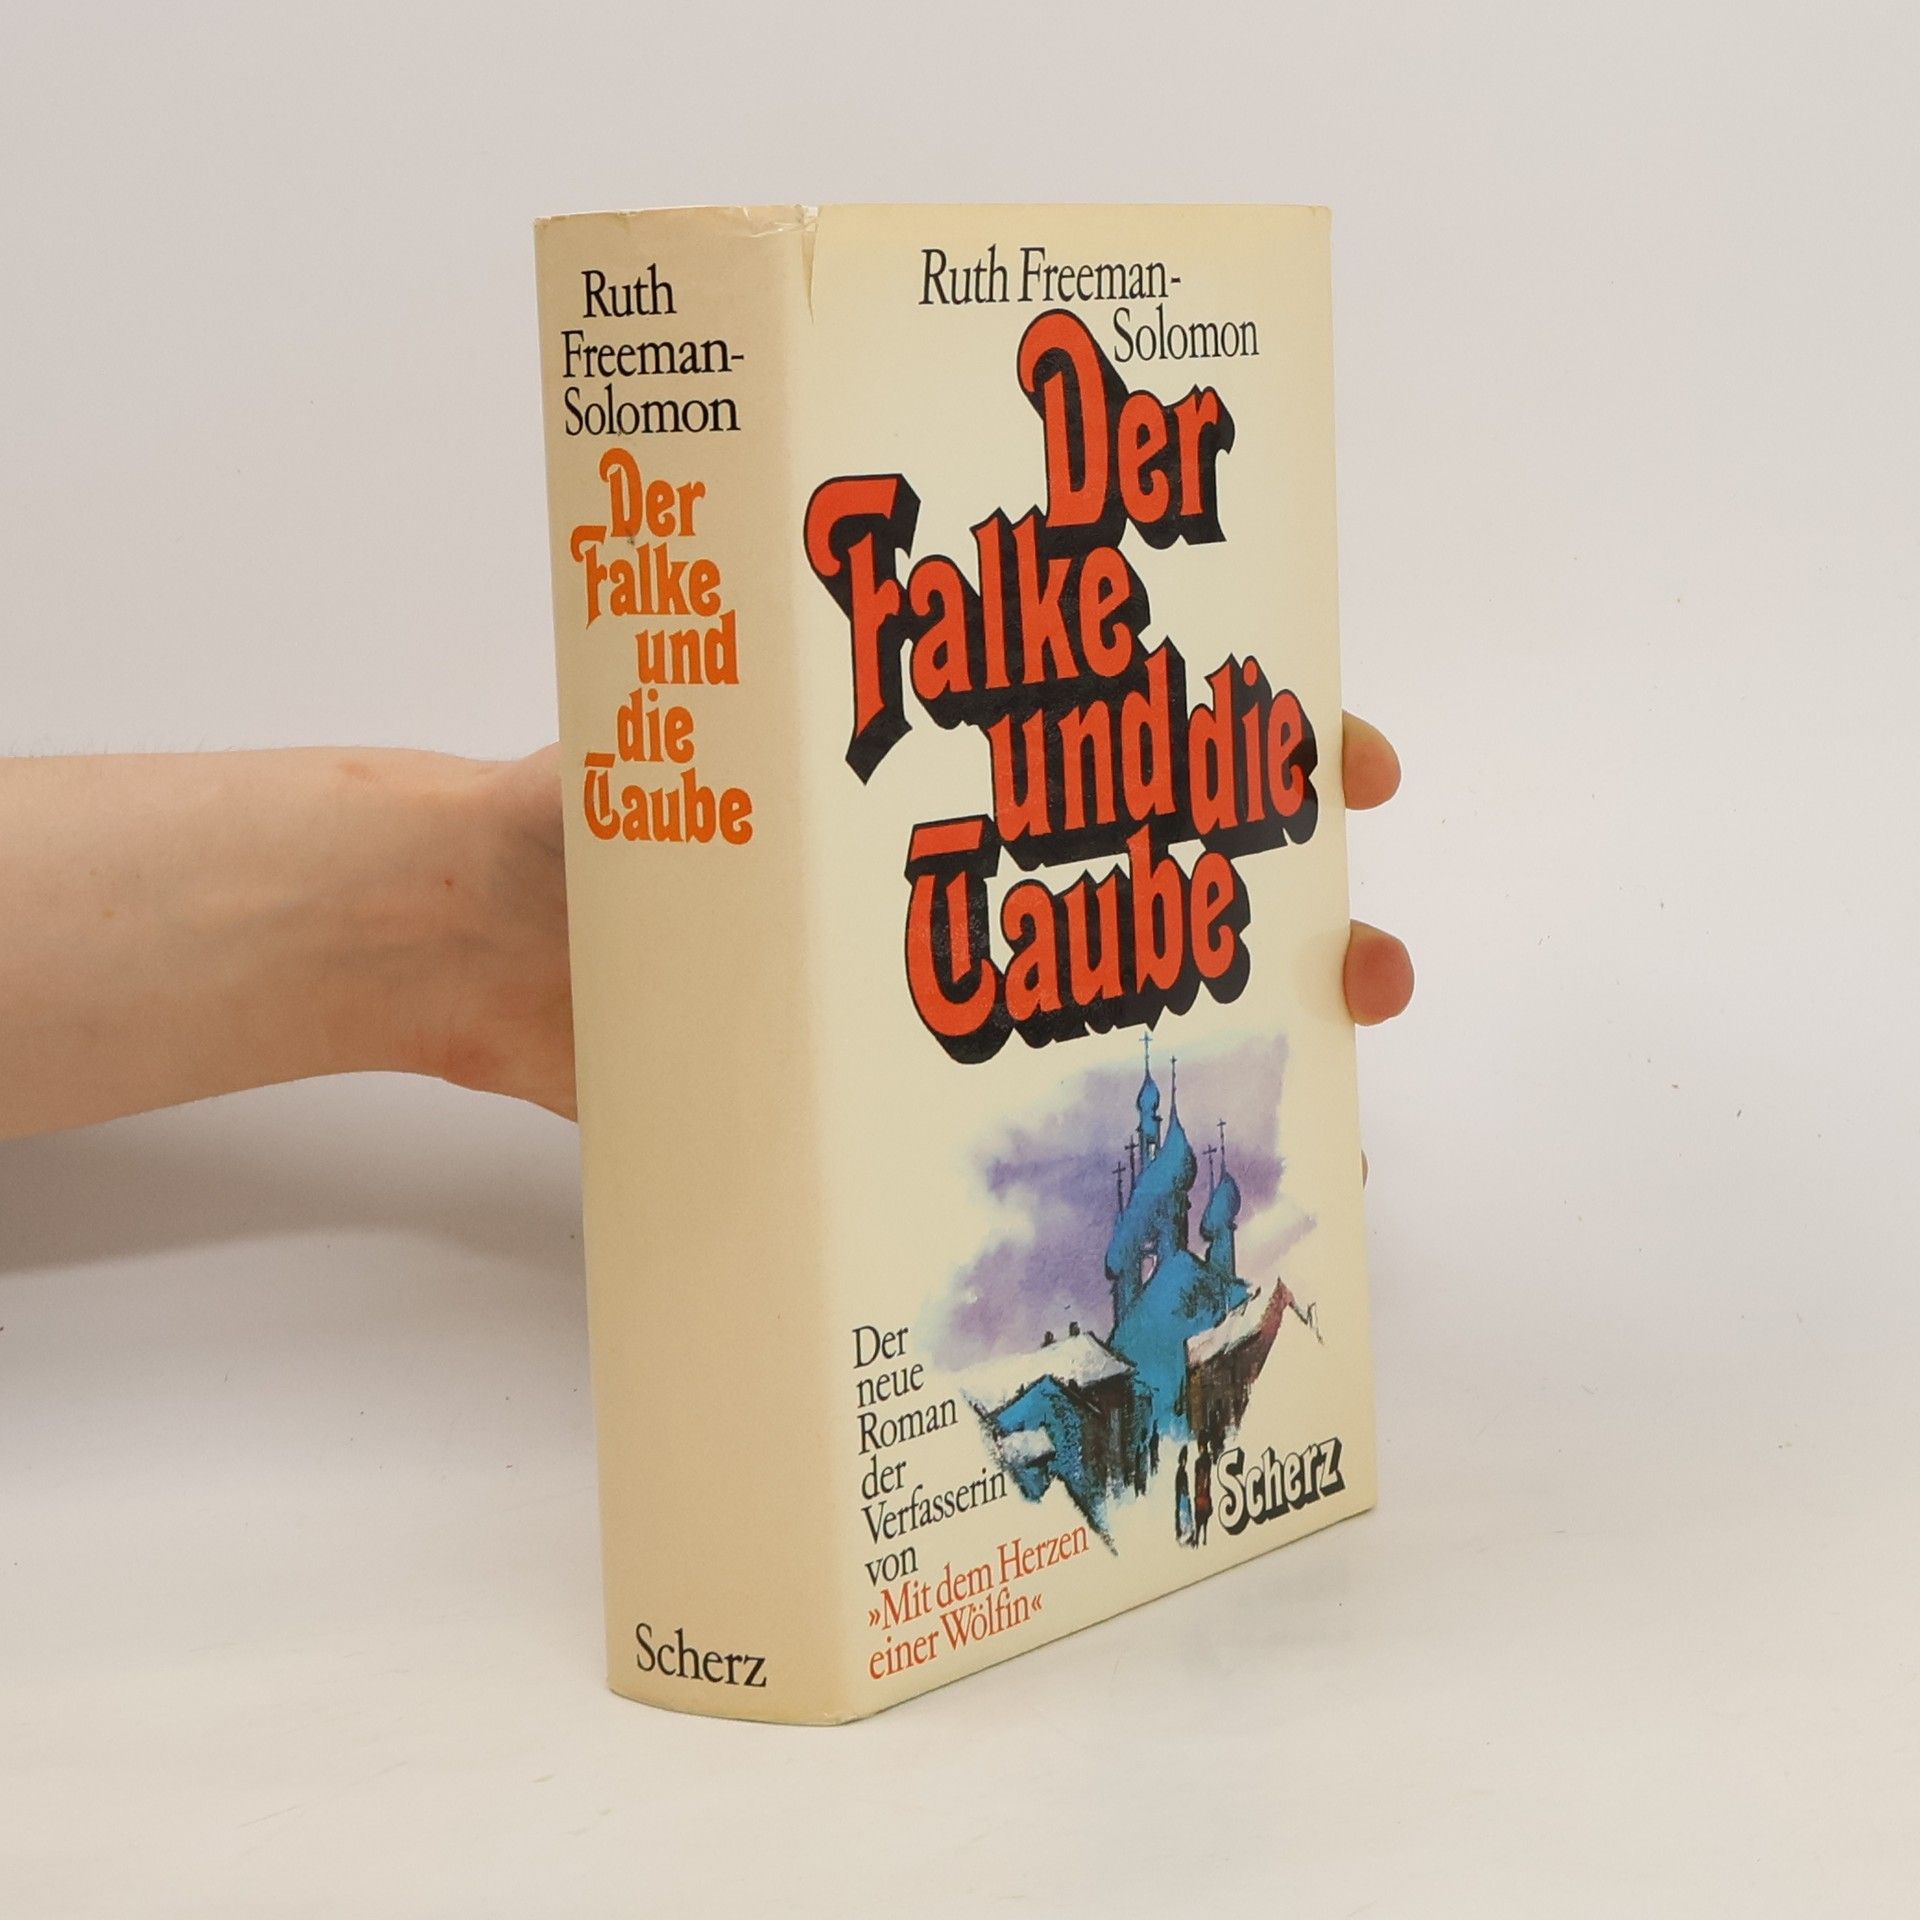 Ruth
Freeman-
Solomon
Der
Falke
und
die
Taube
Scherz
Ruth Freeman-
Solomon
Der
Falke
und die
Taube
Der
neue
Roman
der
Verfasserin
von
»Mit dem Herzen
einer Wölfin«
Scherz